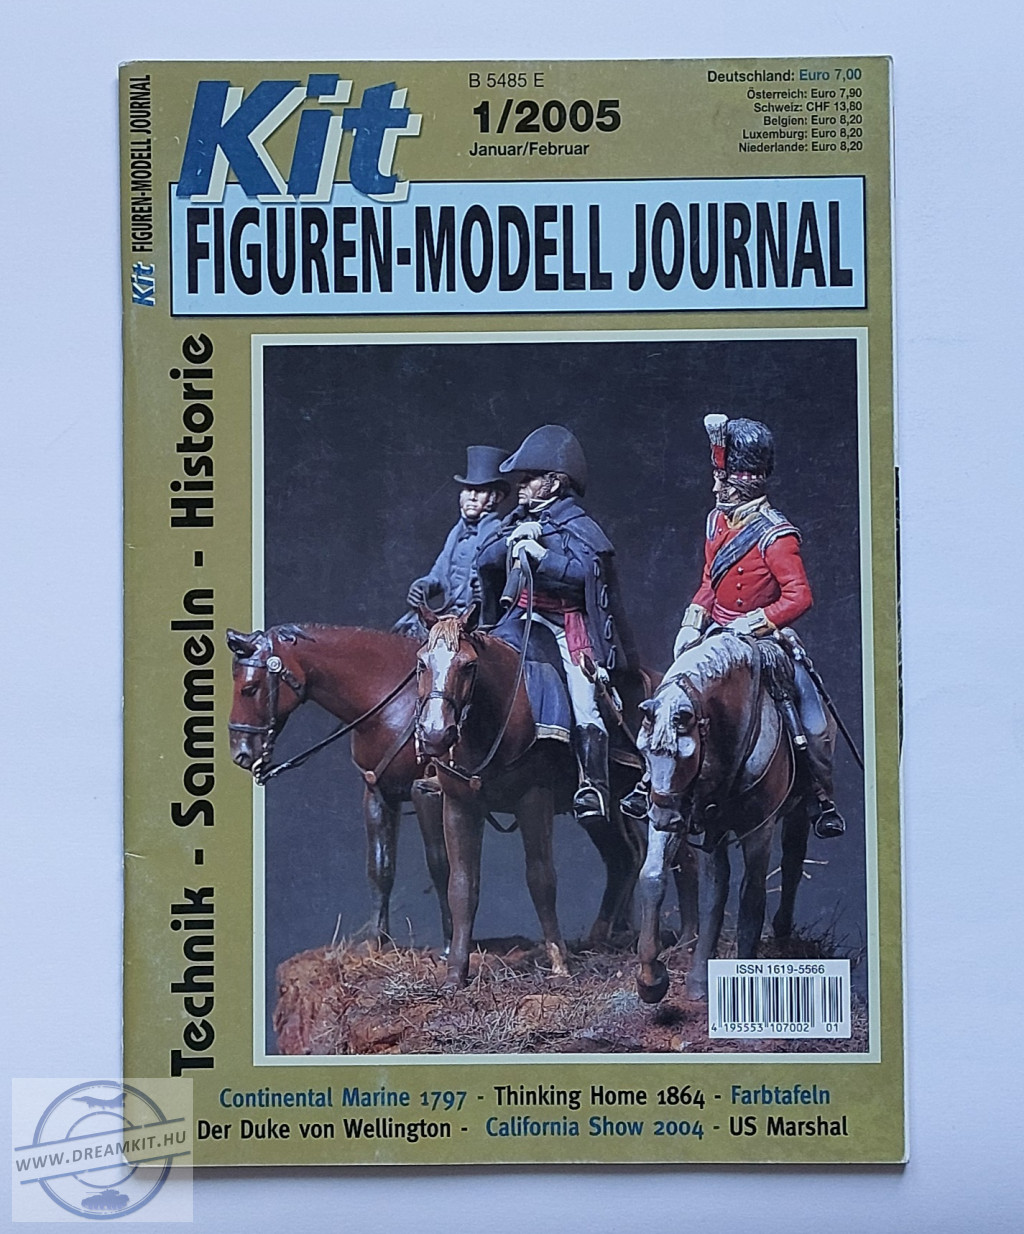 Kit
B 5485 E
1/2005
Januar/Februar
Deutschland: Euro 7,00
Österreich: Euro 7,90
Schweiz: CHF 13,80
Belgien: Euro 8,20
Luxemburg: Euro 8,20
Niederlande: Euro 8,20
FIGUREN-MODELL JOURNAL
Kit FIGUREN-MODELL JOURNAL
Technik - Sammeln - Historie
ISSN 1619-5566
4 195553 107002 01
Continental Marine 1797 - Thinking Home 1864 - Farbtafeln
Der Duke von Wellington - California Show 2004 - US Marshal
WWW.DREAMKIT.HU